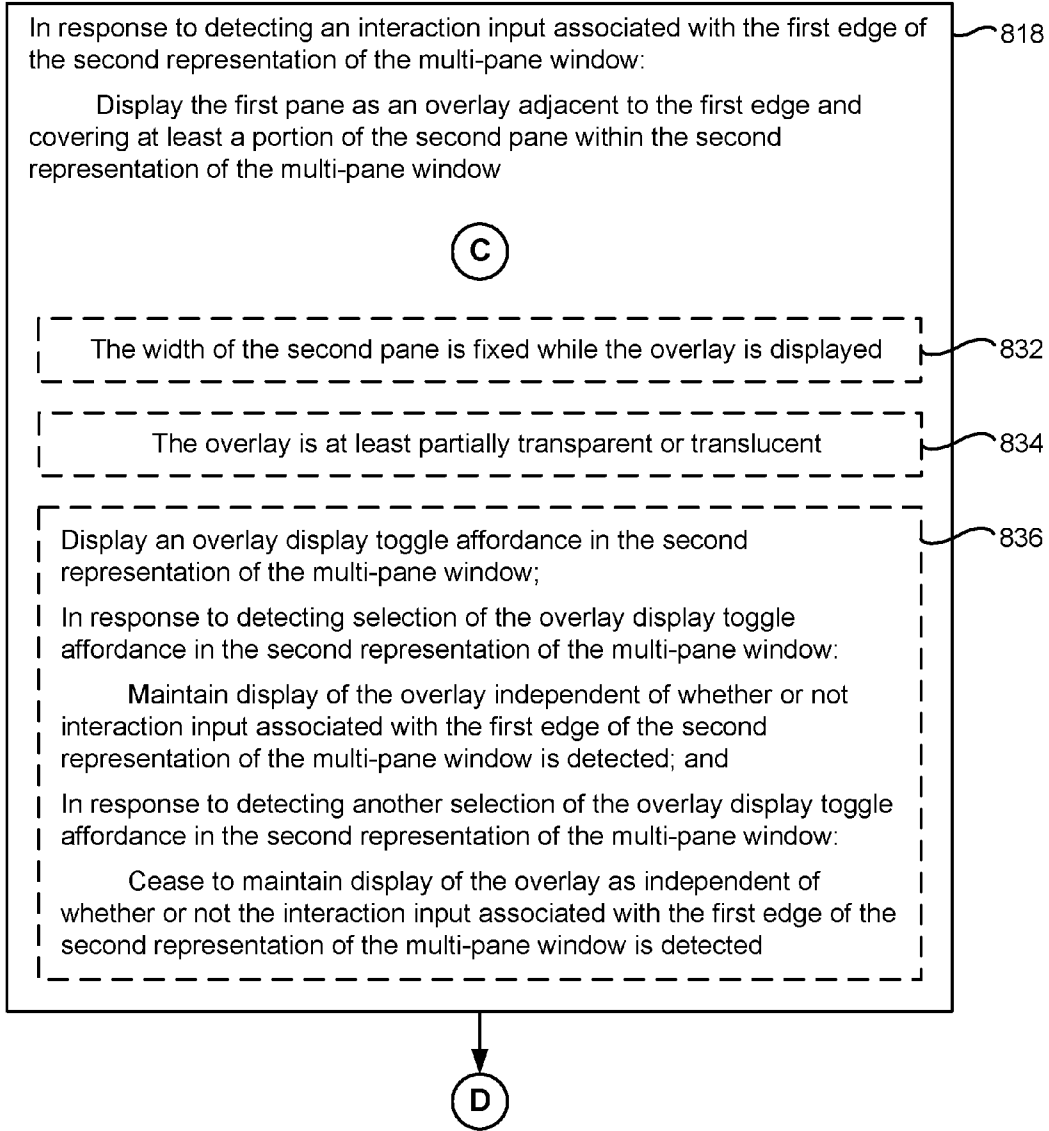 In response to detecting an interaction input associated with the first edge of
the second representation of the multi-pane window:
818
Display the first pane as an overlay adjacent to the first edge and
covering at least a portion of the second pane within the second
representation of the multi-pane window
C
The width of the second pane is fixed while the overlay is displayed
832
The overlay is at least partially transparent or translucent
834
836
Display an overlay display toggle affordance in the second
representation of the multi-pane window;
In response to detecting selection of the overlay display toggle
affordance in the second representation of the multi-pane window:
Maintain display of the overlay independent of whether or not
interaction input associated with the first edge of the second
representation of the multi-pane window is detected; and
In response to detecting another selection of the overlay display toggle
affordance in the second representation of the multi-pane window:
Cease to maintain display of the overlay as independent of
whether or not the interaction input associated with the first edge of the
second representation of the multi-pane window is detected
D